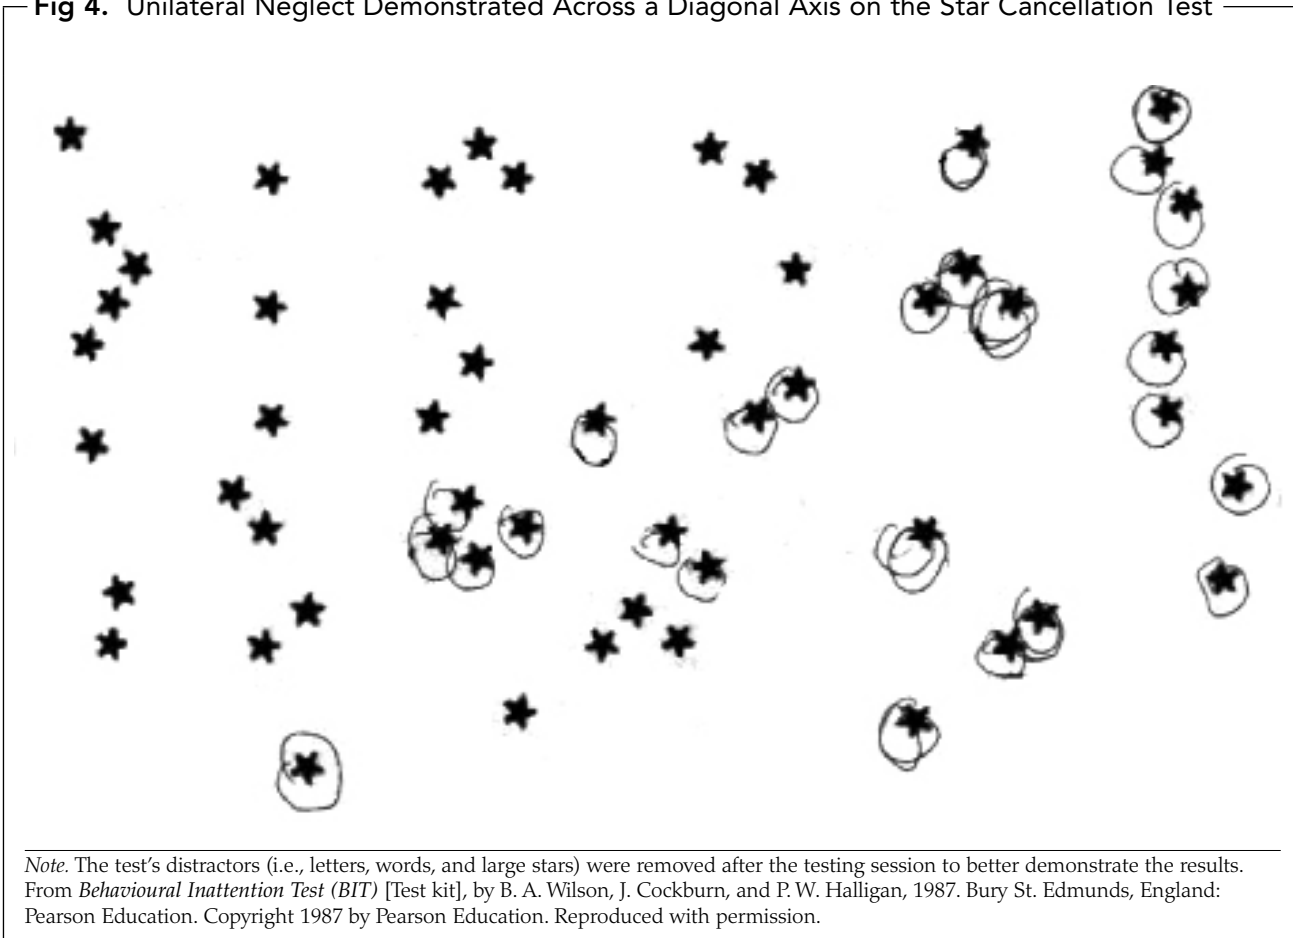 Fig 4. Unilateral Neglect Demonstrated Across a Diagonal Axis on the Star Cancellation Test
Note. The test’s distractors (i.e., letters, words, and large stars) were removed after the testing session to better demonstrate the results.
From Behavioural Inattention Test (BIT) [Test kit], by B. A. Wilson, J. Cockburn, and P. W. Halligan, 1987. Bury St. Edmunds, England:
Pearson Education. Copyright 1987 by Pearson Education. Reproduced with permission.